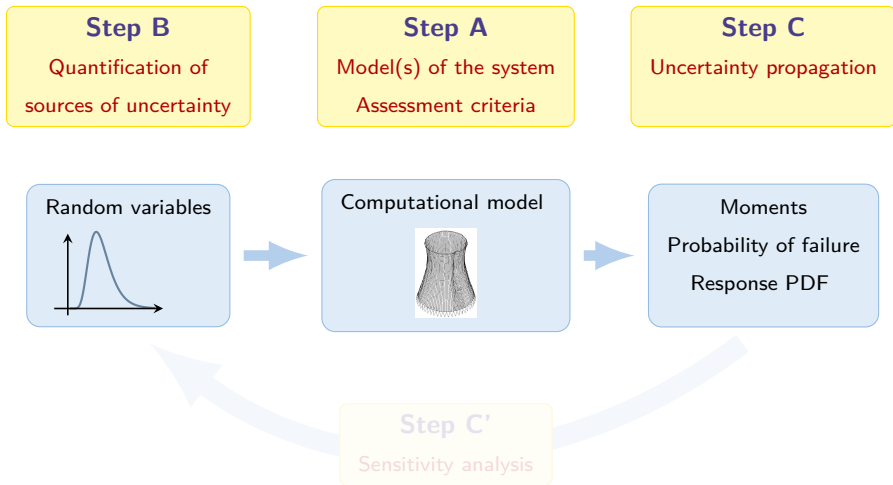 Step B
Quantification of
sources of uncertainty
Step A
Model(s) of the system
Assessment criteria
Step C
Uncertainty propagation
Random variables
Computational model
Moments
Probability of failure
Response PDF
Step C'
Sensitivity analysis